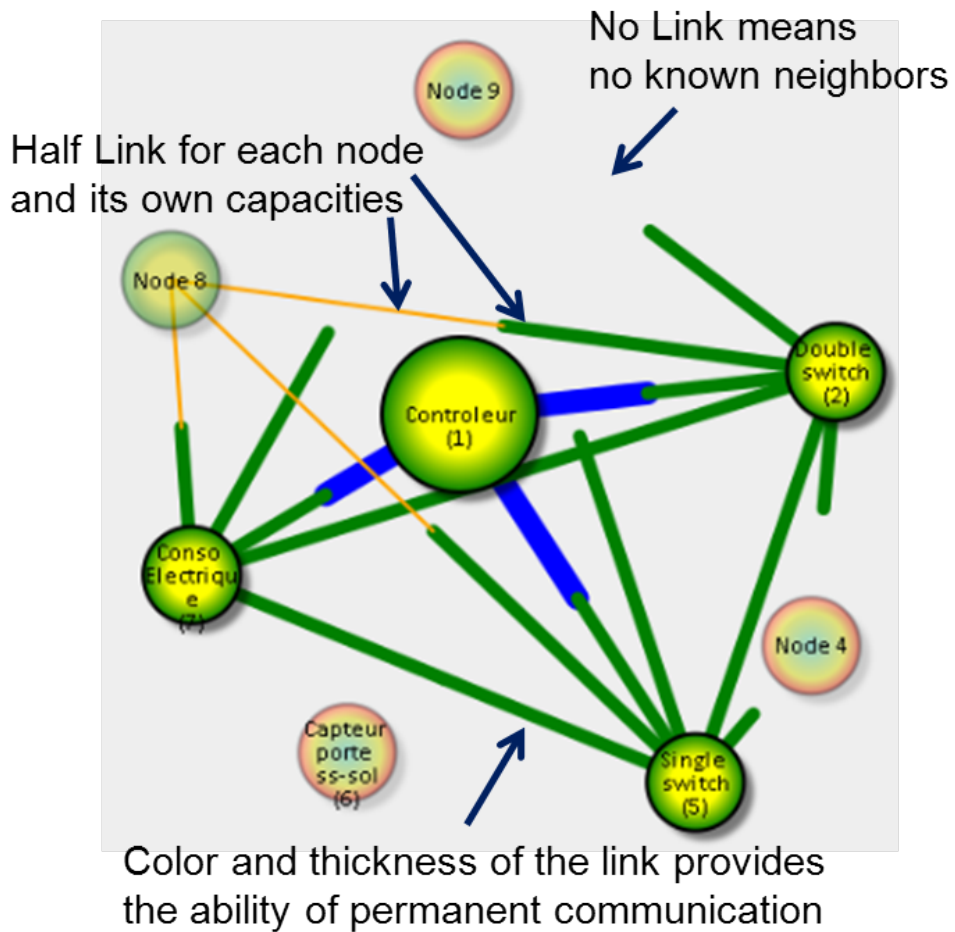 No Link means
no known neighbors
Node 9
Half Link for each node
and its own capacities
Node 8
Double
switch
(2)
Controleur
(1)
Conso
Electriqu
e
(7)
Node 4
Capteur
porte
ss-sol
(6)
Single
switch
(5)
Color and thickness of the link provides
the ability of permanent communication